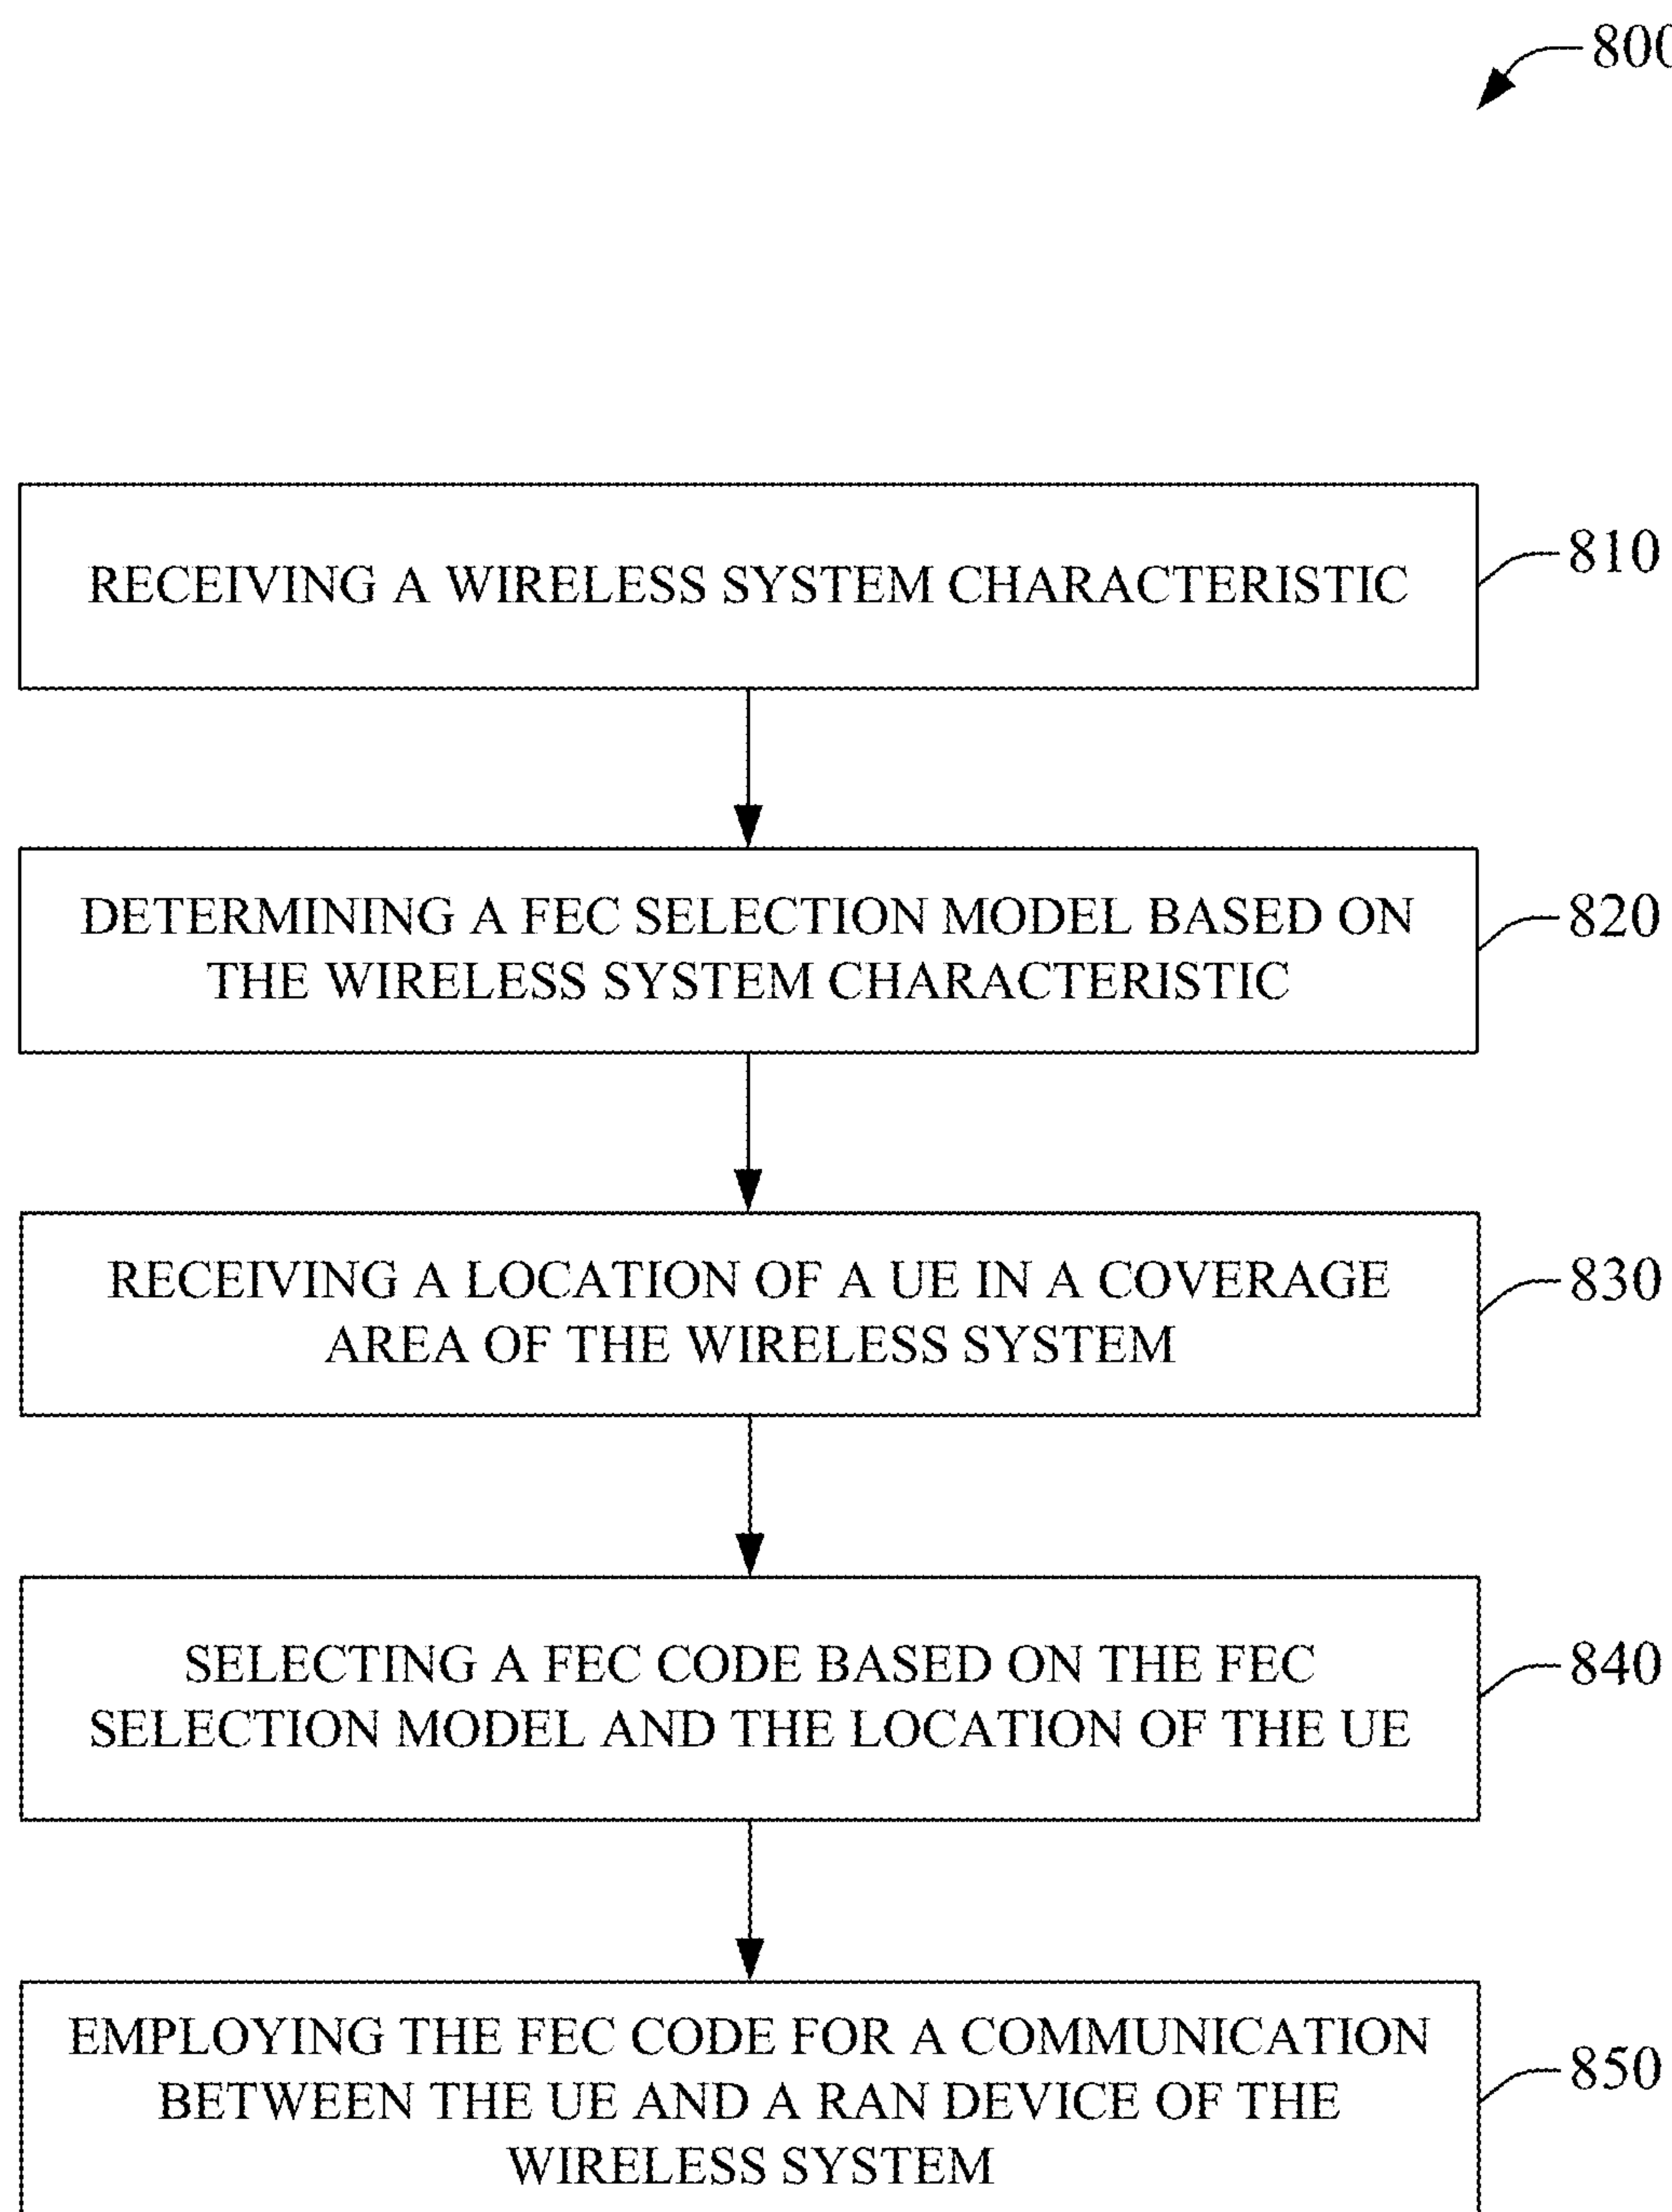 800
RECEIVING A WIRELESS SYSTEM CHARACTERISTIC
810
DETERMINING A FEC SELECTION MODEL BASED ON
THE WIRELESS SYSTEM CHARACTERISTIC
820
RECEIVING A LOCATION OF A UE IN A COVERAGE
AREA OF THE WIRELESS SYSTEM
830
SELECTING A FEC CODE BASED ON THE FEC
SELECTION MODEL AND THE LOCATION OF THE UE
840
EMPLOYING THE FEC CODE FOR A COMMUNICATION
BETWEEN THE UE AND A RAN DEVICE OF THE
WIRELESS SYSTEM
850